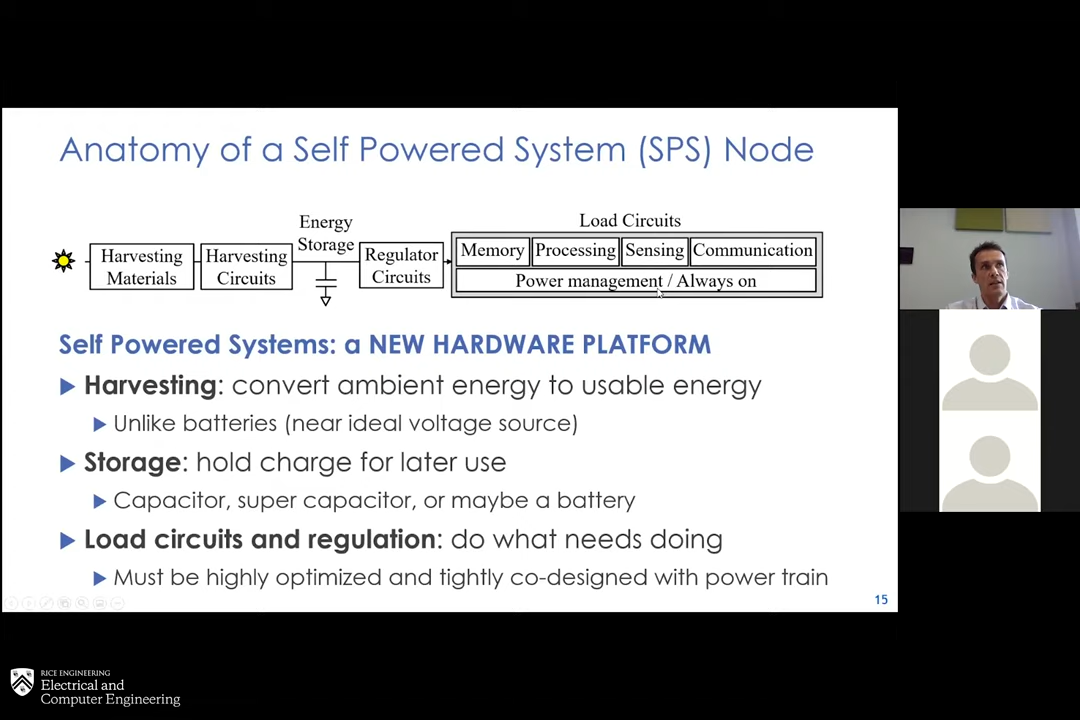 Anatomy of a Self Powered System (SPS) Node
Energy
Storage
Load Circuits
Harvesting
Materials
Harvesting
Circuits
Regulator
Circuits
Memory
Processing
Sensing
Communication
Power management / Always on
Self Powered Systems: a NEW HARDWARE PLATFORM
Harvesting: convert ambient energy to usable energy
Unlike batteries (near ideal voltage source)
Storage: hold charge for later use
Capacitor, super capacitor, or maybe a battery
Load circuits and regulation: do what needs doing
Must be highly optimized and tightly co-designed with power train
15
RICE ENGINEERING
Electrical and
Computer Engineering